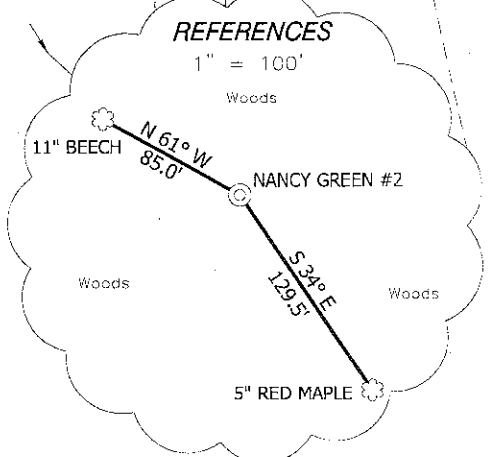 REFERENCES
1" = 100'
Woods
11" BEECH
N 61° W
85.0'
NANCY GREEN #2
S 34° E
129.5'
Woods
Woods
5" RED MAPLE